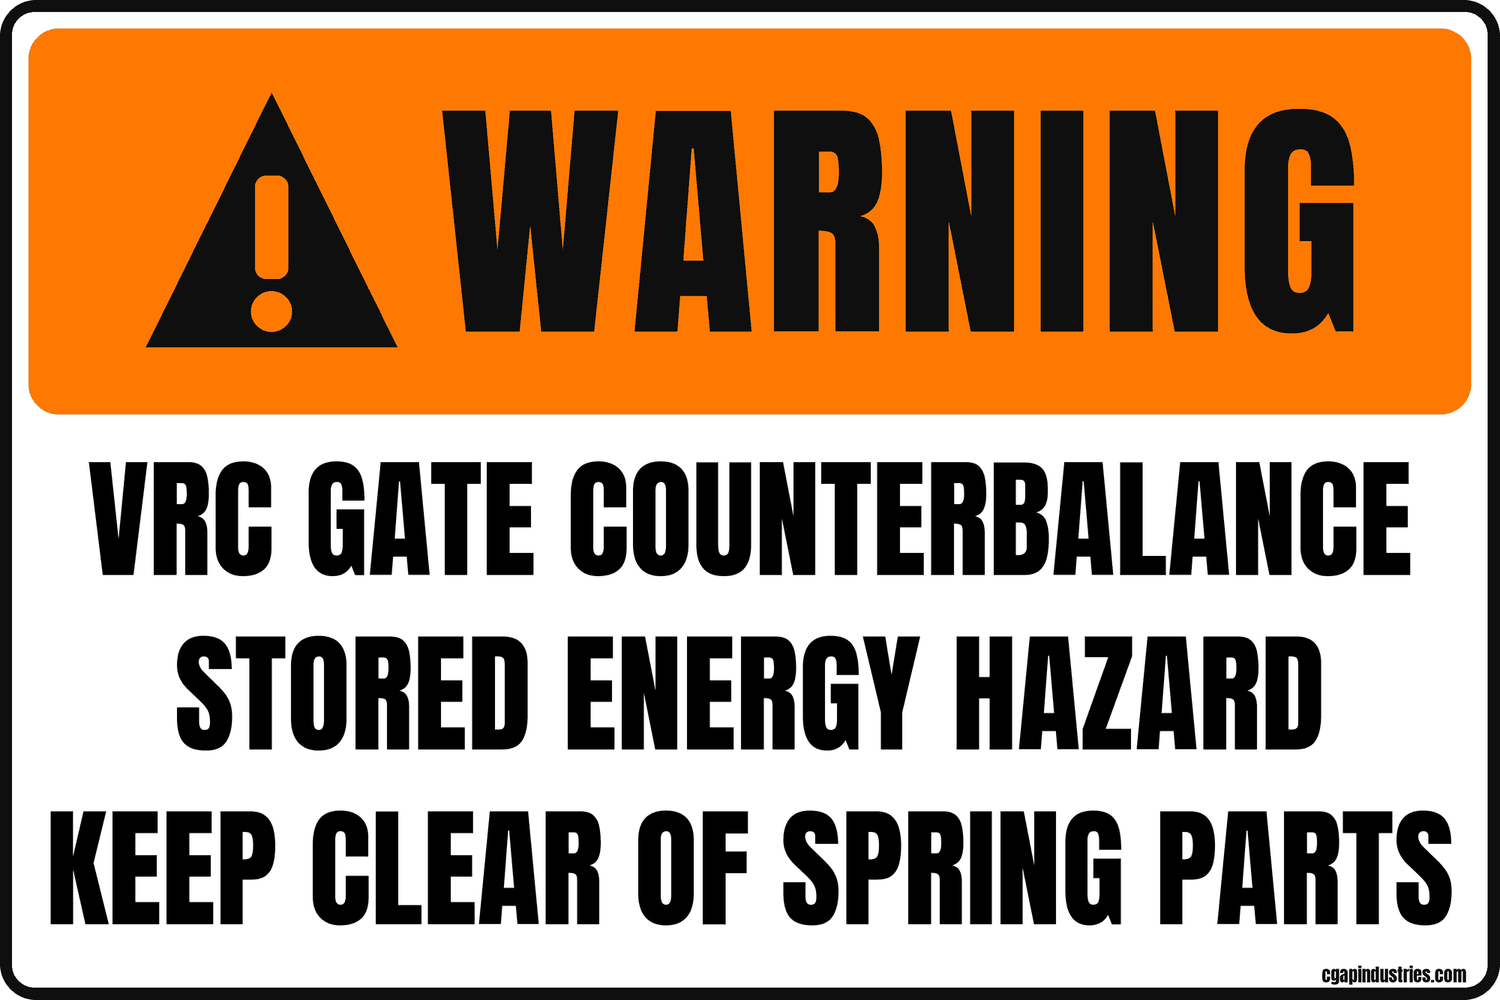 WARNING
VRC GATE COUNTERBALANCE
STORED ENERGY HAZARD
KEEP CLEAR OF SPRING PARTS
cgapindustries.com